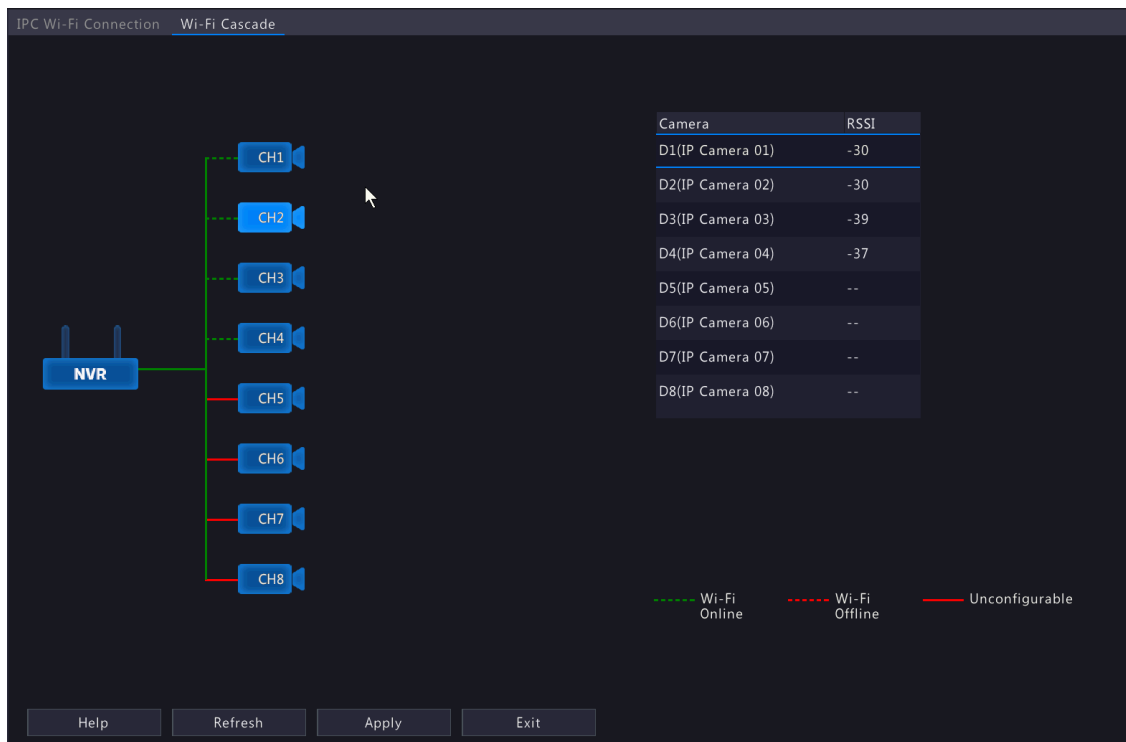 IPC Wi-Fi Connection Wi-Fi Cascade
CH1
CH2
CH3
CH4
NVR
CH5
CH6
CH7
CH8
Camera RSSI
D1(IP Camera 01) -30
D2(IP Camera 02) -30
D3(IP Camera 03) -39
D4(IP Camera 04) -37
D5(IP Camera 05) --
D6(IP Camera 06) --
D7(IP Camera 07) --
D8(IP Camera 08) --
Wi-Fi Online
Wi-Fi Offline
Unconfigurable
Help Refresh Apply Exit